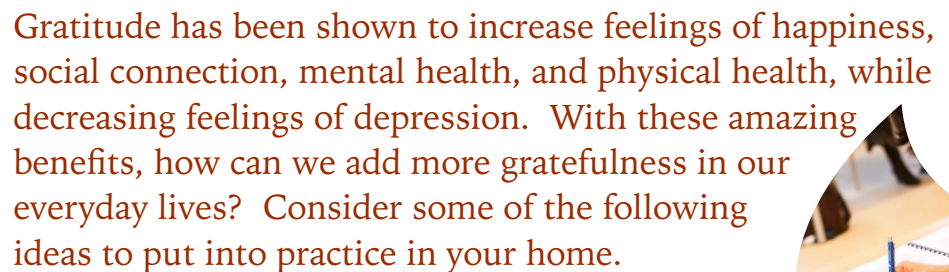 Gratitude has been shown to increase feelings of happiness,
social connection, mental health, and physical health, while
decreasing feelings of depression.  With these amazing
benefits, how can we add more gratefulness in our
everyday lives?  Consider some of the following
ideas to put into practice in your home.